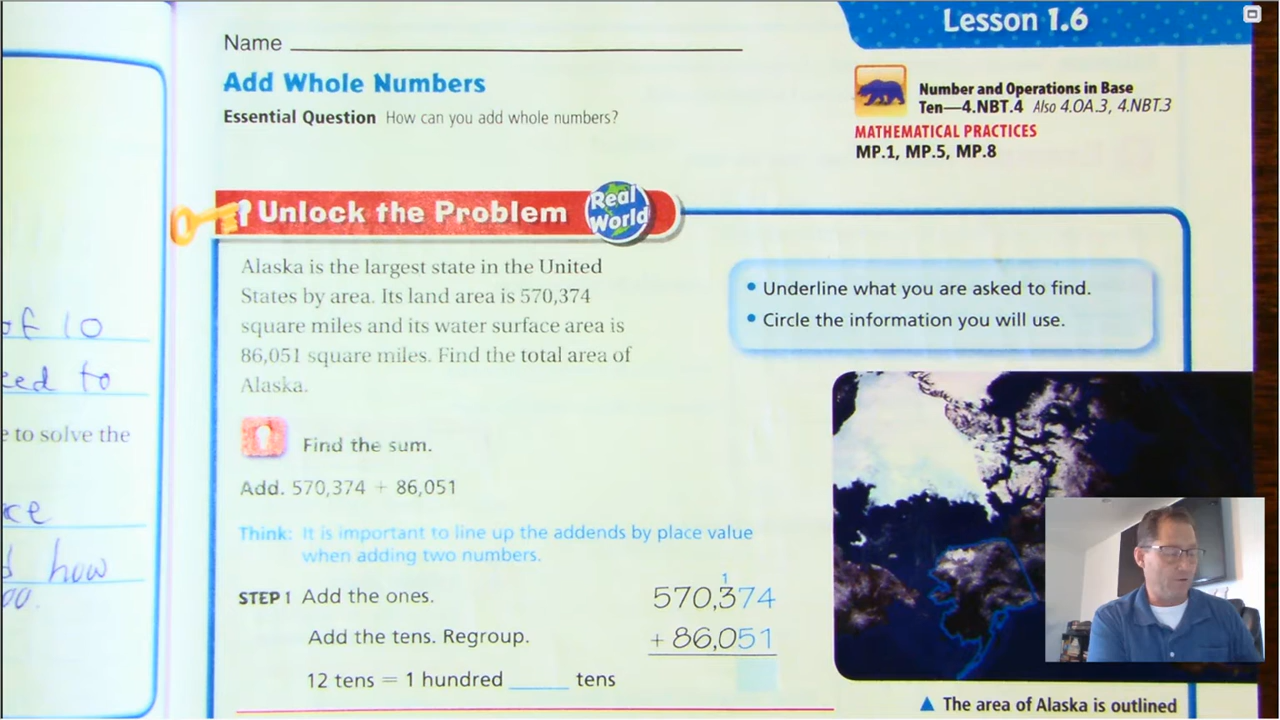 Lesson 1.6
Name
Add Whole Numbers
Essential Question How can you add whole numbers?
Number and Operations in Base
Ten—4.NBT.4 Also 4.OA.3, 4.NBT.3
MATHEMATICAL PRACTICES
MP.1, MP.5, MP.8
Unlock the Problem
Real
World
Alaska is the largest state in the United
States by area. Its land area is 570,374
square miles and its water surface area is
86,051 square miles. Find the total area of
Alaska.
• Underline what you are asked to find.
• Circle the information you will use.
Find the sum.
Add. 570,374 + 86,051
Think: It is important to line up the addends by place value
when adding two numbers.
STEP 1 Add the ones.
Add the tens. Regroup.
12 tens = 1 hundred ____ tens
1
570,374
+ 86,051
▲ The area of Alaska is outlined
of 10
to
e to solve the
how